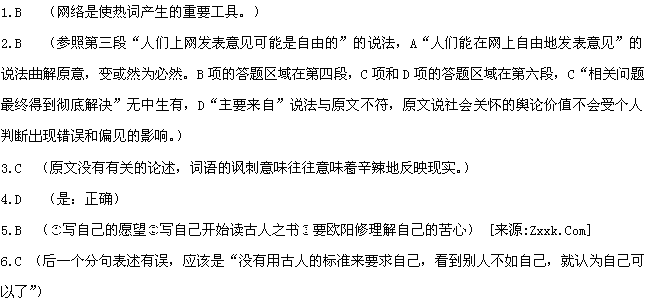 1.B （网络是使热词产生的重要工具。）
2.B （参照第三段“人们上网发表意见可能是自由的”的说法，A“人们能在网上自由地发表意见”的
说法曲解原意，变或然为必然。B项的答题区域在第四段，C项和D项的答题区域在第六段，C“相关问题
最终得到彻底解决”无中生有，D“主要来自”说法与原文不符，原文说社会关怀的舆论价值不会受个人
判断出现错误和偏见的影响。）
3.C （原文没有有关的论述，词语的讽刺意味往往意味着辛辣地反映现实。）
4.D （是：正确）
5.B （①写自己的愿望②写自己开始读古人之书③要欧阳修理解自己的苦心） [来源:Zxxk.Com]
6.C （后一个分句表述有误，应该是“没有用古人的标准来要求自己，看到别人不如自己，就认为自己可
以了”）